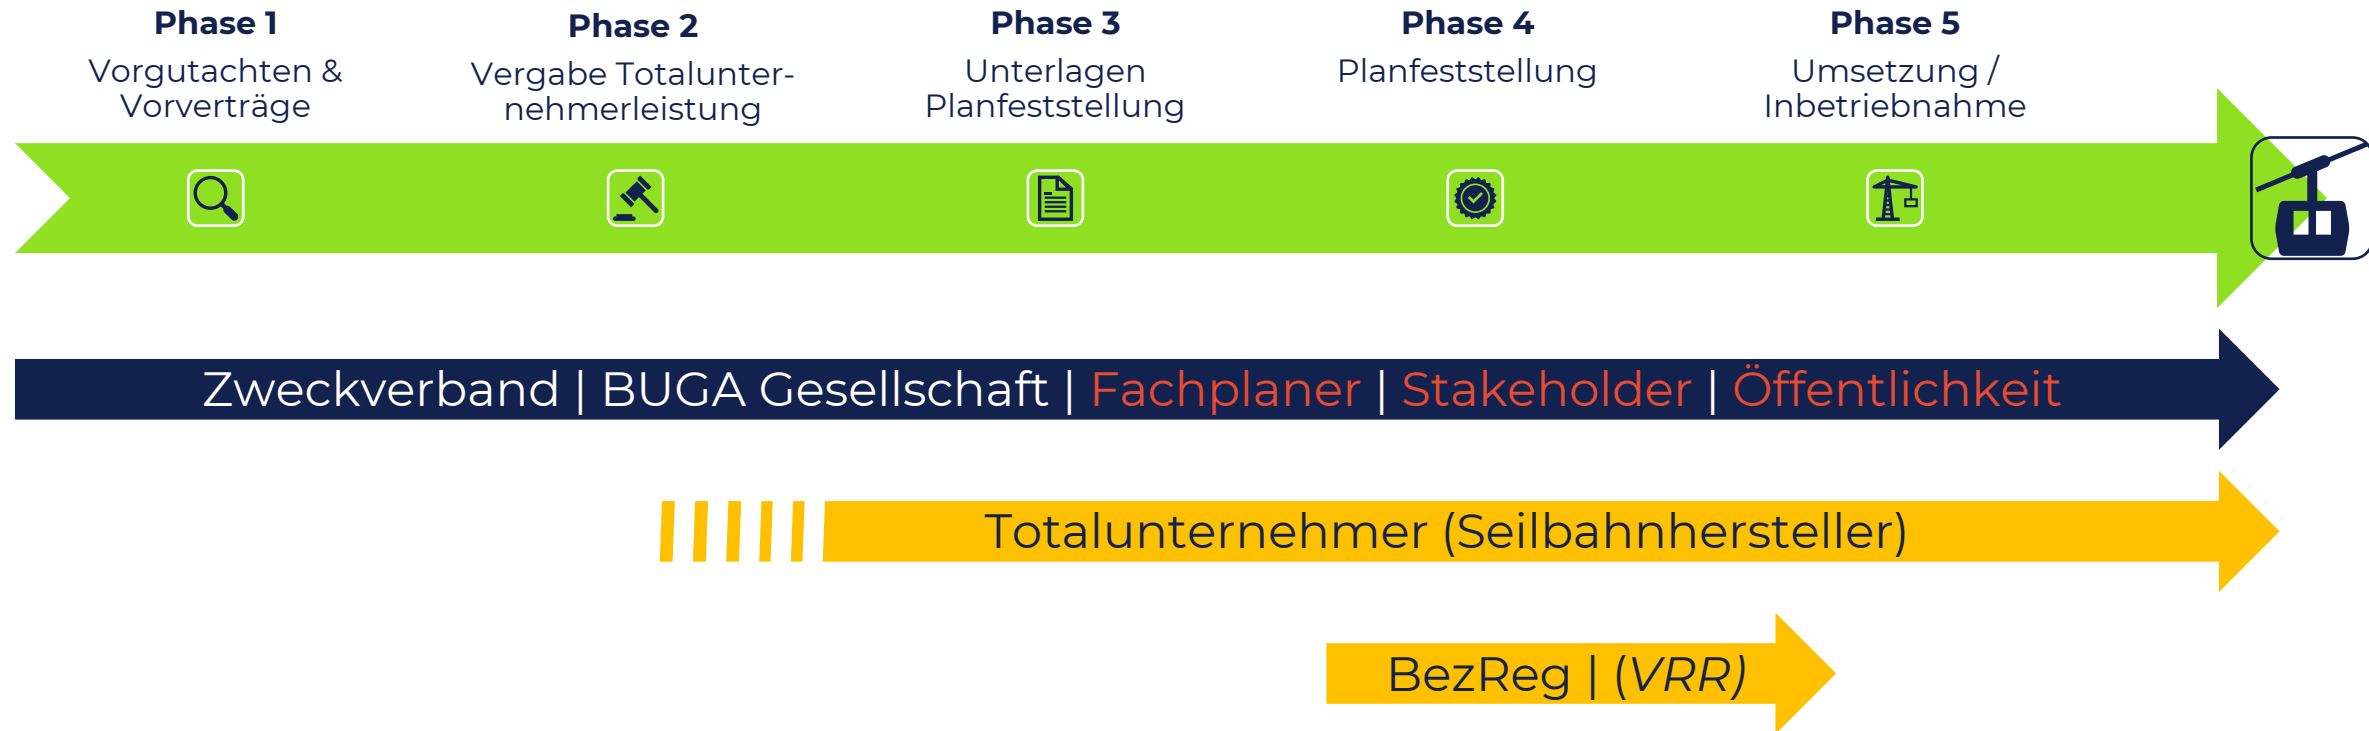 Phase 1
Vorgutachten &
Vorverträge
Phase 2
Vergabe Totalunter-
nehmerleistung
Phase 3
Unterlagen
Planfeststellung
Phase 4
Planfeststellung
Phase 5
Umsetzung /
Inbetriebnahme
Zweckverband | BUGA Gesellschaft | Fachplaner | Stakeholder | Öffentlichkeit
Totalunternehmer (Seilbahnhersteller)
BezReg | (VRR)